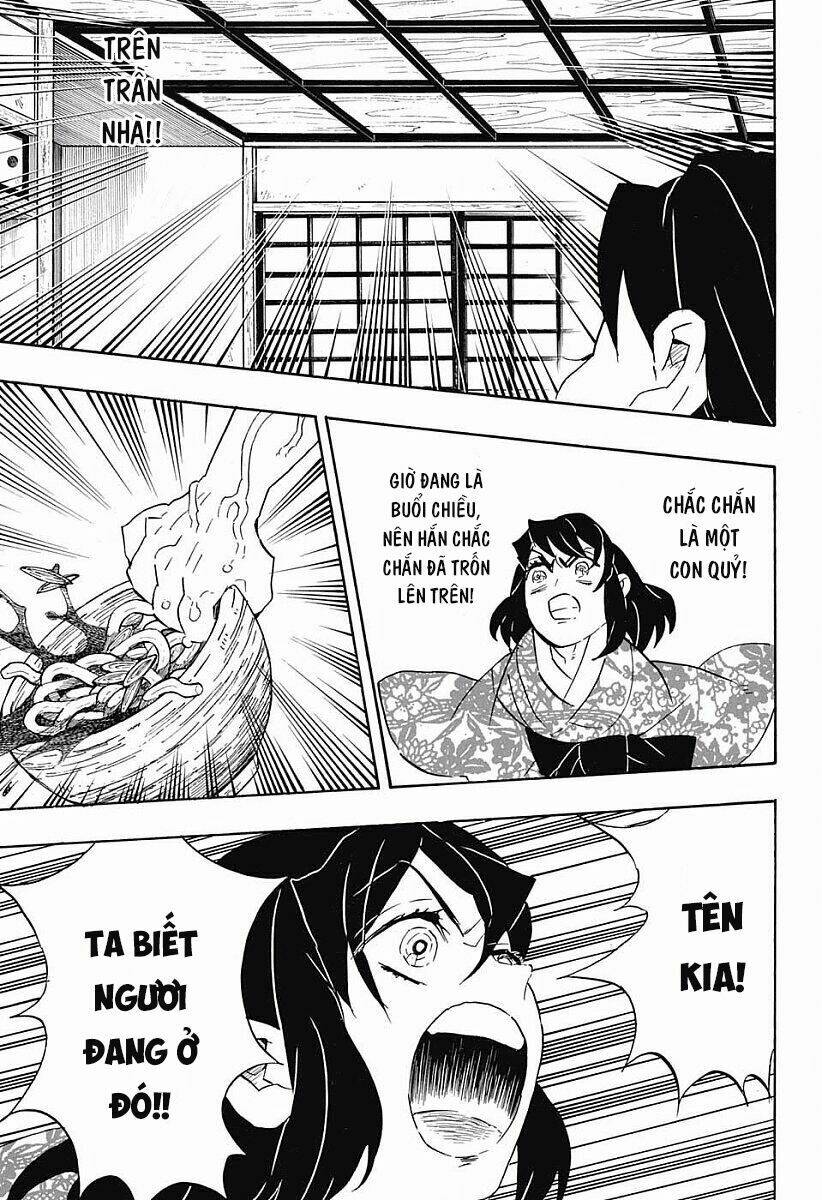 TRÊN
TRẦN
NHÀ!!
CHẮC CHẮN
LÀ MỘT
CON QUỶ!
GIỜ ĐANG LÀ
BUỔI CHIỀU,
NÊN HẮN CHẮC
CHẮN ĐÃ TRỐN
LÊN TRÊN!
TÊN
KIA!
TA BIẾT
NGƯƠI
ĐANG Ở
ĐÓ!!